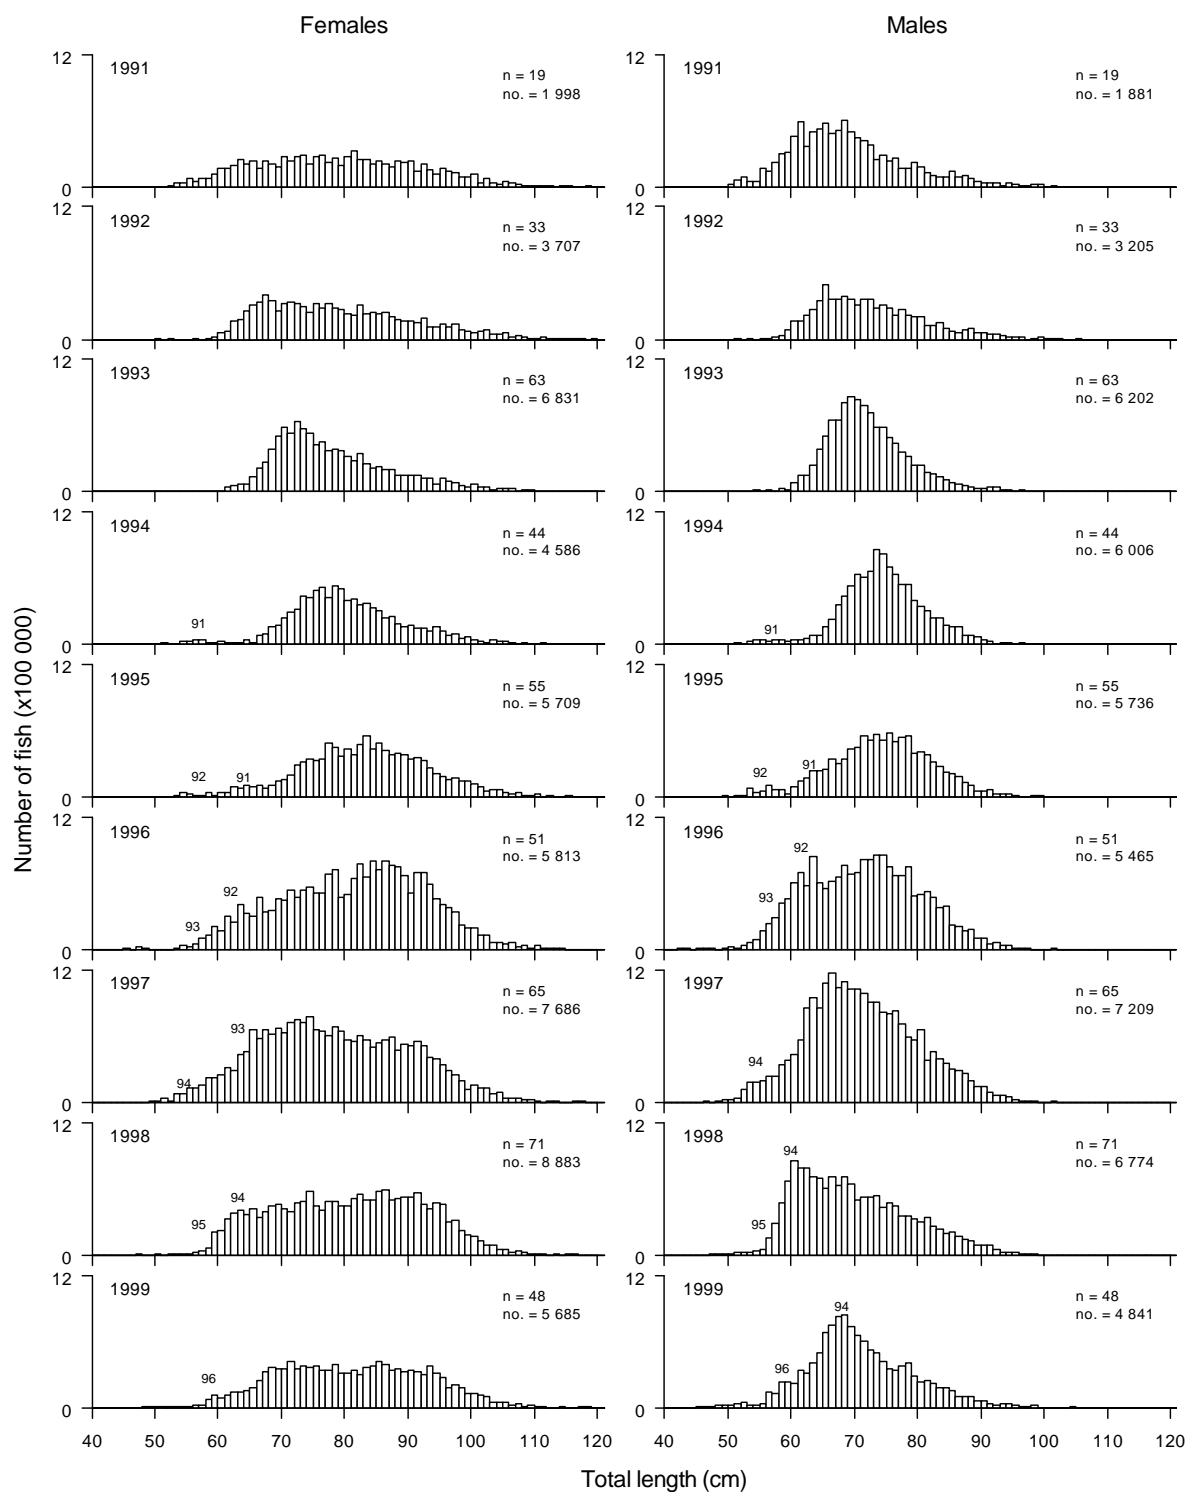 Females
Males
12
1991
n = 19
no. = 1 998
0
12
1991
n = 19
no. = 1 881
0
12
1992
n = 33
no. = 3 707
0
12
1992
n = 33
no. = 3 205
0
12
1993
n = 63
no. = 6 831
0
12
1993
n = 63
no. = 6 202
0
12
1994
n = 44
no. = 4 586
91
0
12
1994
n = 44
no. = 6 006
91
0
12
1995
n = 55
no. = 5 709
92
91
0
12
1995
n = 55
no. = 5 736
92
91
0
12
1996
n = 51
no. = 5 813
92
93
0
12
1996
n = 51
no. = 5 465
92
93
0
12
1997
n = 65
no. = 7 686
93
94
0
12
1997
n = 65
no. = 7 209
94
0
12
1998
n = 71
no. = 8 883
94
95
0
12
1998
n = 71
no. = 6 774
94
95
0
12
1999
n = 48
no. = 5 685
96
0
12
1999
n = 48
no. = 4 841
94
96
0
40 50 60 70 80 90 100 110 120
40 50 60 70 80 90 100 110 120
Number of fish (x100 000)
Total length (cm)